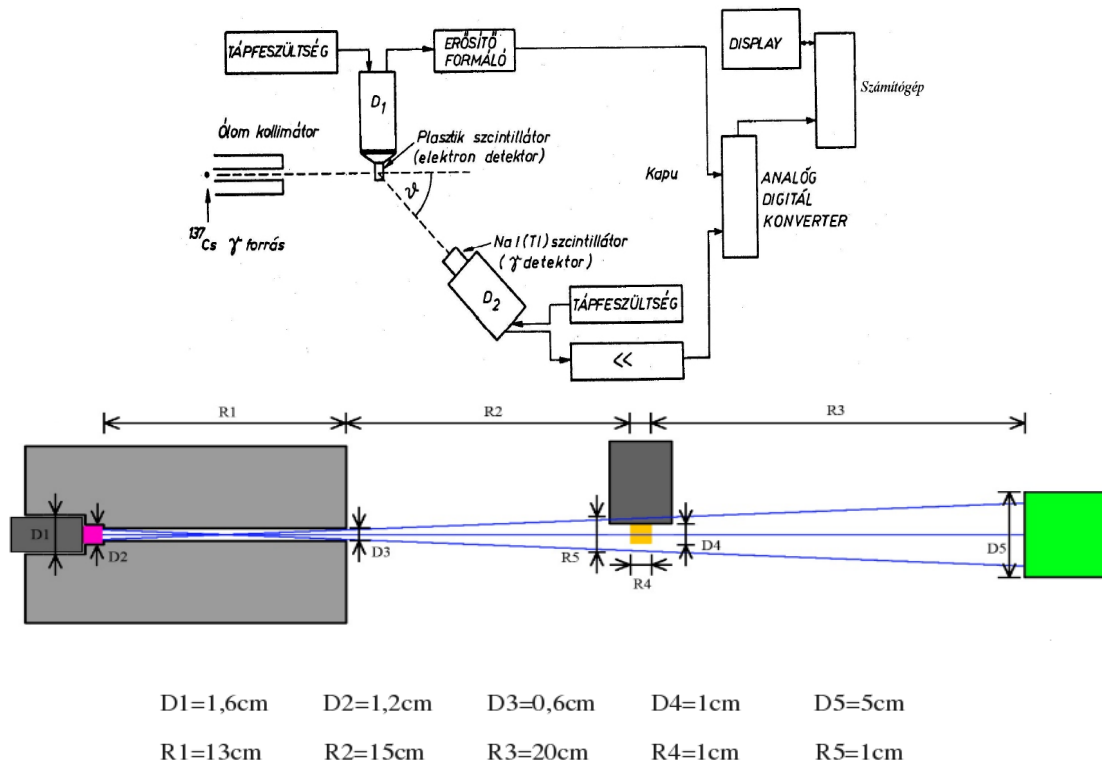 TÁPFESZÜLTSÉG
ERŐSÍTŐ
FORMÁLÓ
DISPLAY
Számítógép
D1
Ólom kollimátor
Plasztik szcintillátor
(elektron detektor)
Kapu
ANALÓG
DIGITÁL
KONVERTER
ϑ
137Cs γ forrás
Na I(Tl) szcintillátor
(γ detektor)
D2
TÁPFESZÜLTSÉG
<<
R1 R2 R3
D1 D2 D3 R5 D4 D5
R4
D1=1,6cm D2=1,2cm D3=0,6cm D4=1cm D5=5cm
R1=13cm R2=15cm R3=20cm R4=1cm R5=1cm